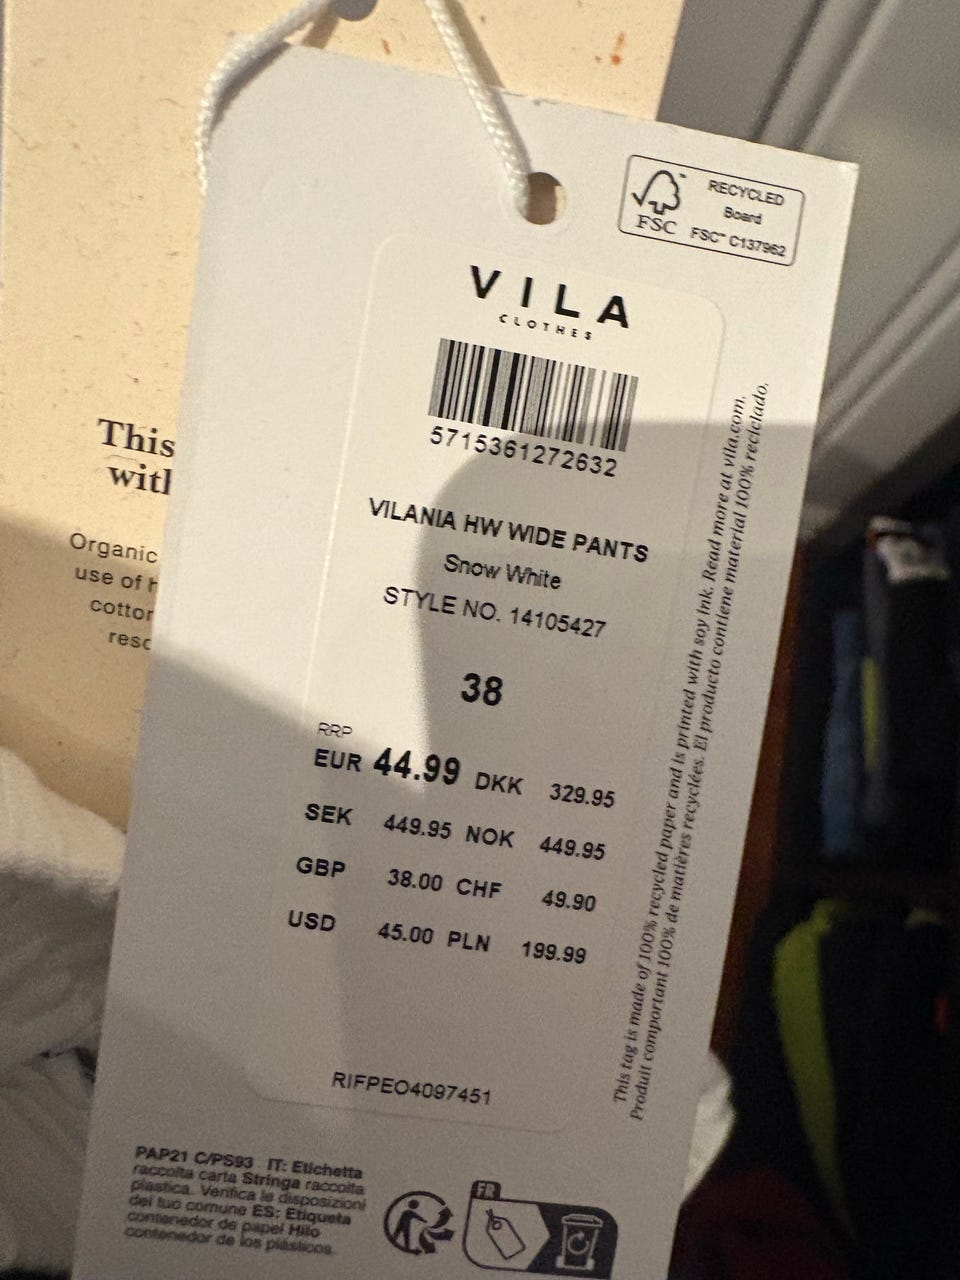 RECYCLED
Board
FSC™ C137962
FSC
VILA
CLOTHES
5715361272632
VILANIA HW WIDE PANTS
Snow White
STYLE NO. 14105427
38
RRP
EUR 44.99 DKK 329.95
SEK 449.95 NOK 449.95
GBP 38.00 CHF 49.90
USD 45.00 PLN 199.99
RIFPEO4097451
This tag is made of 100% recycled paper and is printed with soy ink. Read more at vila.com.
Produit comportant 100% de matières recyclées. El producto contiene material 100% reciclado.
PAP21 C/PS93 IT: Etichetta
raccolta carta Stringa raccolta
plastica. Verifica le disposizioni
del tuo comune ES: Etiqueta
contenedor de papel Hilo
contenedor de los plásticos.
FR
This
with
Organic
use of h
cotton
reso